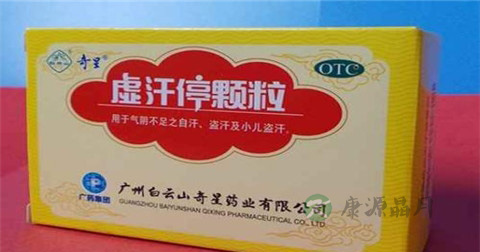 奇星®
OTC
虚汗停颗粒
用于气阴不足之自汗、盗汗及小儿盗汗。
广药集团
广州白云山奇星药业有限公司
GUANGZHOU BAIYUNSHAN QIXING PHARMACEUTICAL CO., LTD
康源晶月